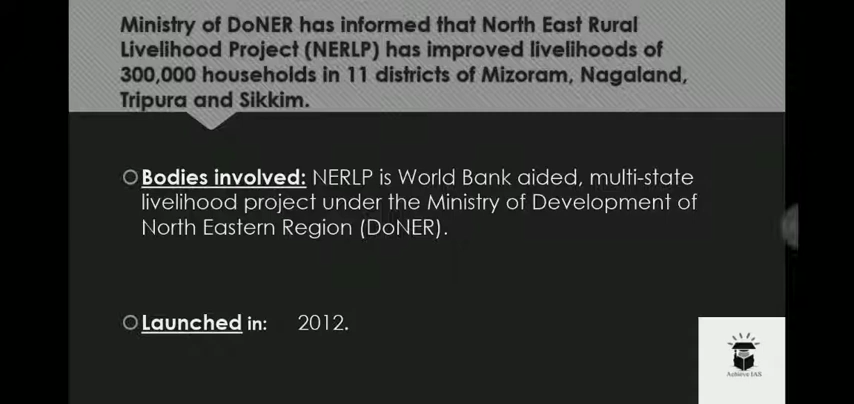 Ministry of DoNER has informed that North East Rural
Livelihood Project (NERLP) has improved livelihoods of
300,000 households in 11 districts of Mizoram, Nagaland,
Tripura and Sikkim.
Bodies involved: NERLP is World Bank aided, multi-state
livelihood project under the Ministry of Development of
North Eastern Region (DoNER).
Launched in: 2012.
Achieve IAS